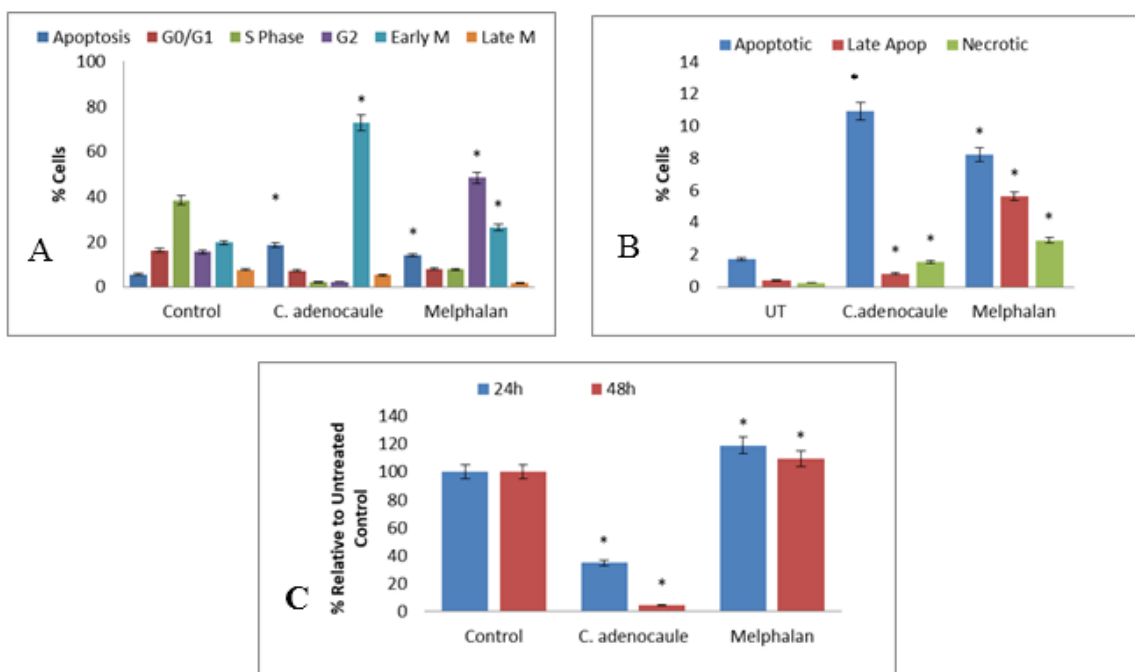 Apoptosis G0/G1 S Phase G2 Early M Late M
100
80
60
40
20
0
% Cells
* * * * *
Control C. adenocaule Melphalan
A
Apoptotic Late Apop Necrotic
14
12
10
8
6
4
2
0
% Cells
* * * * * *
UT C.adenocaule Melphalan
B
24h 48h
140
120
100
80
60
40
20
0
% Relative to Untreated
Control
* * * *
Control C. adenocaule Melphalan
C